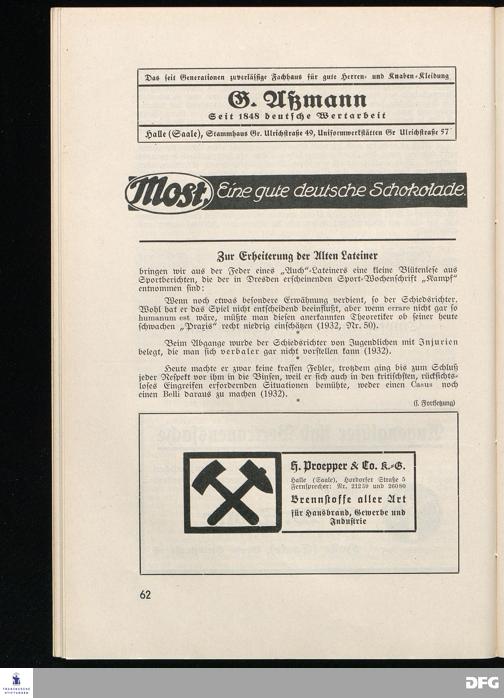 Das seit Generationen zuverlässige Fachhaus für gute Herren- und Knaben-Kleidung
G. Aßmann
Seit 1848 deutsche Wertarbeit
Halle (Saale), Stammhaus Gr. Ulrichstraße 49, Uniformwerkstätten Gr Ulrichstraße 57
Most. Eine gute deutsche Schokolade.
Zur Erheiterung der Alten Lateiner
bringen wir aus der Feder eines „Auch“-Lateiners eine kleine Blütenlese aus
Sportberichten, die der in Dresden erscheinenden Sport-Wochenschrift „Kampf“
entnommen sind:
Wenn noch etwas besondere Erwähnung verdient, so der Schiedsrichter.
Wohl hat er das Spiel nicht entscheidend beeinflußt, aber wenn errare nicht gar so
humanum est wäre, müßte man diesen anerkannten Theoretiker ob seiner heute
schwachen „Praxis“ recht niedrig einschätzen (1932, Nr. 50).
*
Beim Abgange wurde der Schiedsrichter von Jugendlichen mit Injurien
belegt, die man sich verbaler gar nicht vorstellen kann (1932).
*
Heute machte er zwar keine krassen Fehler, trotzdem ging bis zum Schluß
jeder Respekt vor ihm in die Binsen, weil er sich auch in den kritischsten, rücksichts-
loses Eingreifen erfordernden Situationen bemühte, weder einen Casus noch
einen Belli daraus zu machen (1932).
*
(s. Fortsetzung)
H. Proepper & Co. K.-G.
Halle (Saale), Hordorfer Straße 5
Fernsprecher: Nr. 21259 und 26080
Brennstoffe aller Art
für Hausbrand, Gewerbe und
Industrie
62
FRANCKESCHE
STIFTUNGEN
DFG